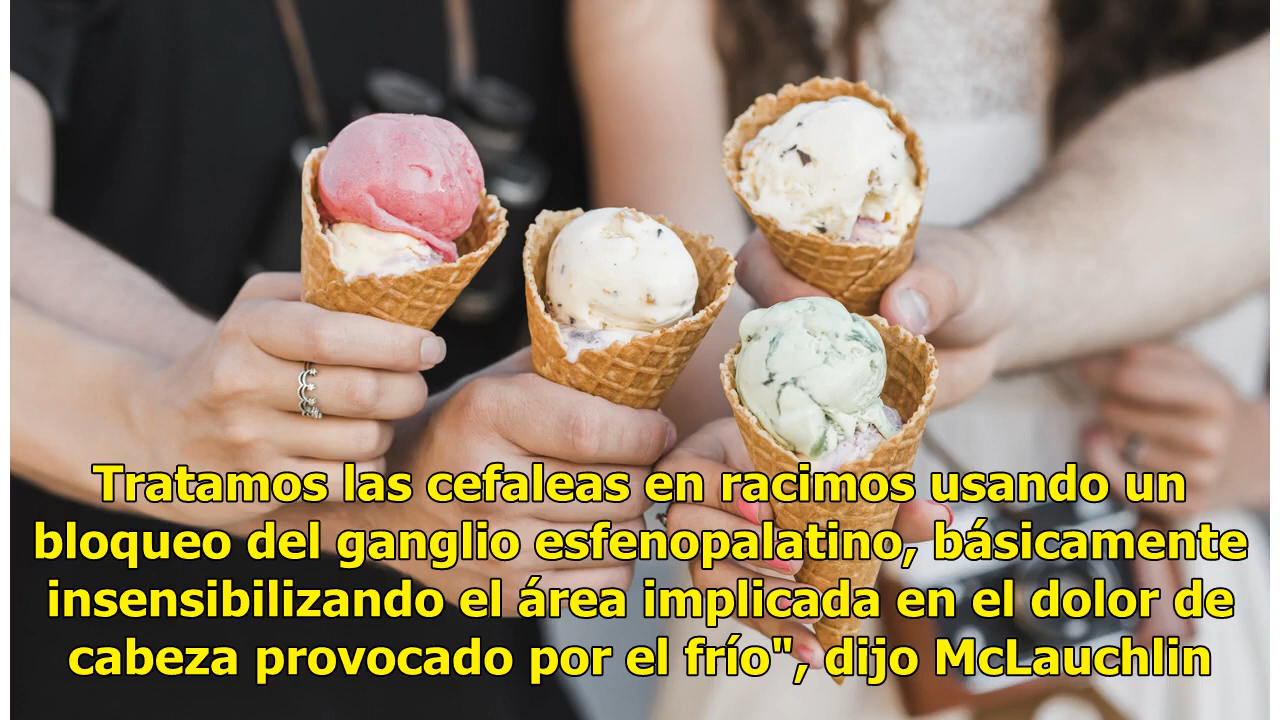 Tratamos las cefaleas en racimos usando un
bloqueo del ganglio esfenopalatino, básicamente
insensibilizando el área implicada en el dolor de
cabeza provocado por el frío", dijo McLauchlin